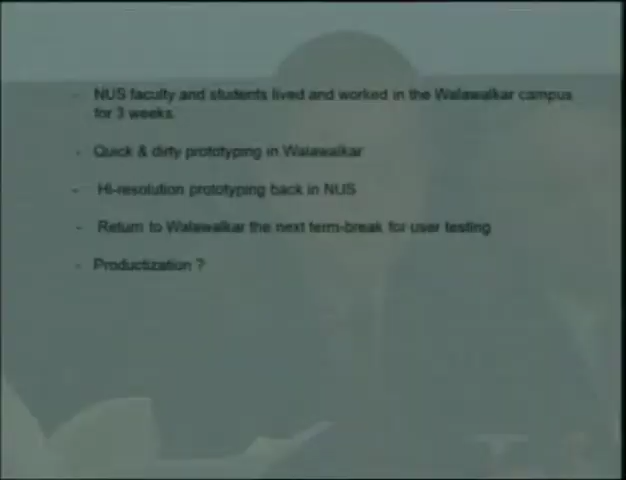 - NUS faculty and students lived and worked in the Walawalkar campus
for 3 weeks.
- Quick & dirty prototyping in Walawalkar
- Hi-resolution prototyping back in NUS
- Return to Walawalkar the next term-break for user testing
- Productization ?